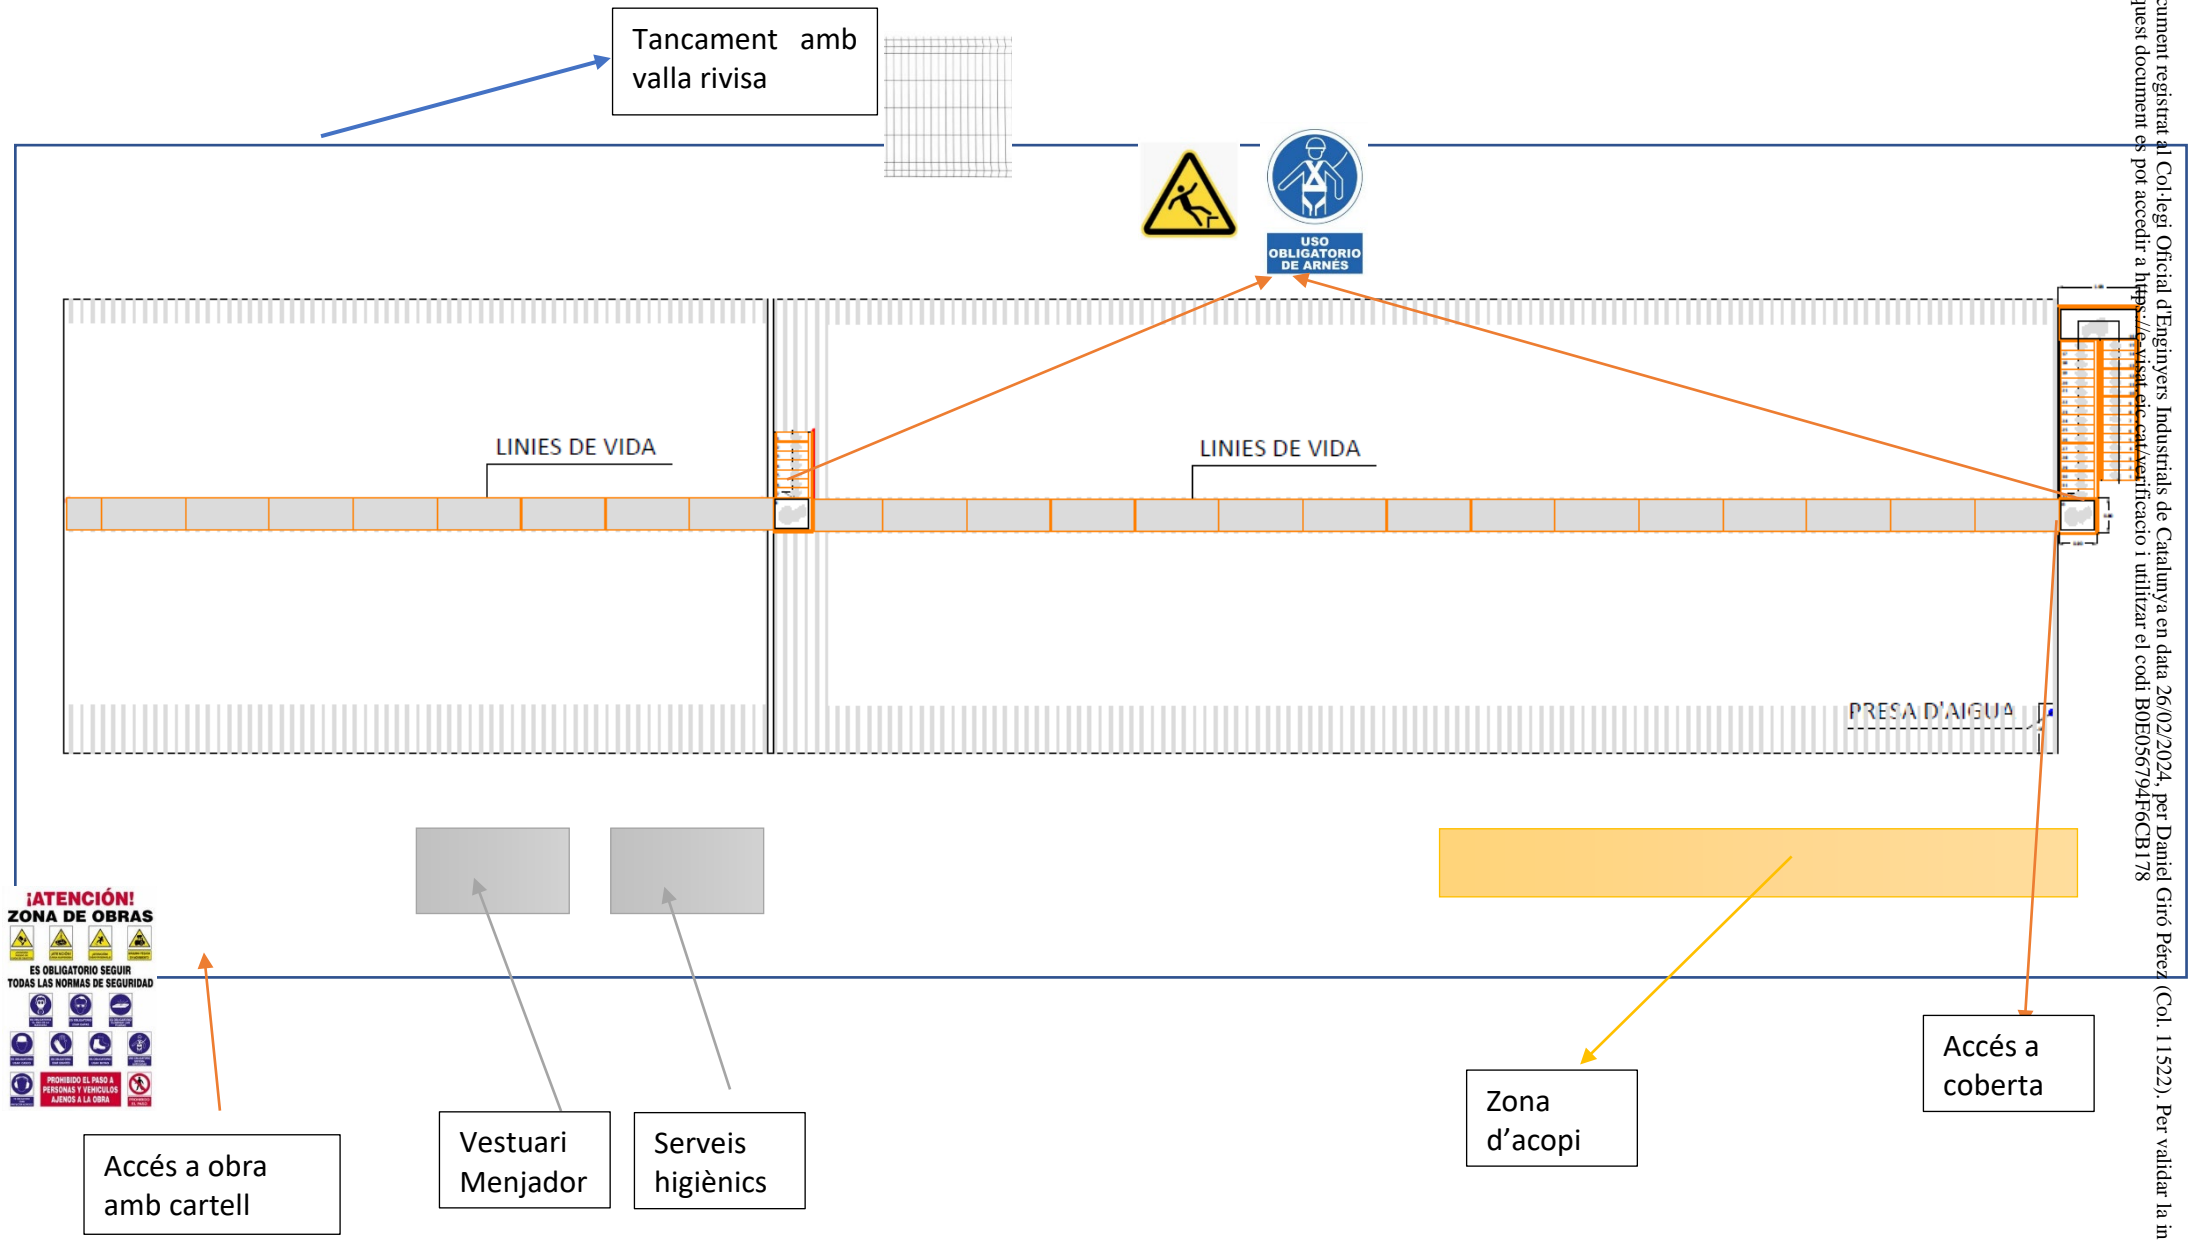 Tancament amb
valla rivisa
USO
OBLIGATORIO
DE ARNÉS
LINIES DE VIDA
LINIES DE VIDA
PRESA D'AIGUA
¡ATENCIÓN!
ZONA DE OBRAS
ES OBLIGATORIO SEGUIR
TODAS LAS NORMAS DE SEGURIDAD
PROHIBIDO EL PASO A
PERSONAS Y VEHICULOS
AJENOS A LA OBRA
Accés a obra
amb cartell
Vestuari
Menjador
Serveis
higiènics
Zona
d’acopi
Accés a
coberta
cument registrat al Col·legi Oficial d'Enginyers Industrials de Catalunya en data 26/02/2024, per Daniel Giró Pérez (Col. 11522). Per validar la in
quest document es pot accedir a https://e-visat.eic.cat/verificacio i utilitzar el codi B0E056794F6CB178